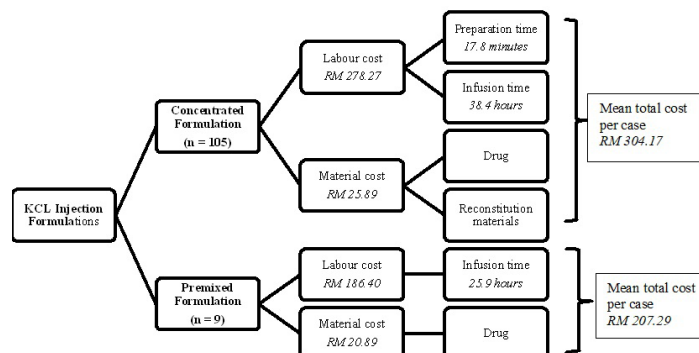 KCL Injection
Formulations
Concentrated
Formulation
(n = 105)
Labour cost
RM 278.27
Preparation time
17.8 minutes
Infusion time
38.4 hours
Material cost
RM 25.89
Drug
Reconstitution
materials
Mean total cost
per case
RM 304.17
Premixed
Formulation
(n = 9)
Labour cost
RM 186.40
Infusion time
25.9 hours
Material cost
RM 20.89
Drug
Mean total cost
per case
RM 207.29